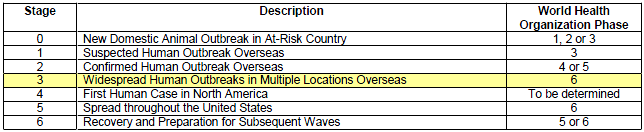 Stage Description World Health Organization Phase
0 New Domestic Animal Outbreak in At-Risk Country 1, 2 or 3
1 Suspected Human Outbreak Overseas 3
2 Confirmed Human Outbreak Overseas 4 or 5
3 Widespread Human Outbreaks in Multiple Locations Overseas 6
4 First Human Case in North America To be determined
5 Spread throughout the United States 6
6 Recovery and Preparation for Subsequent Waves 5 or 6